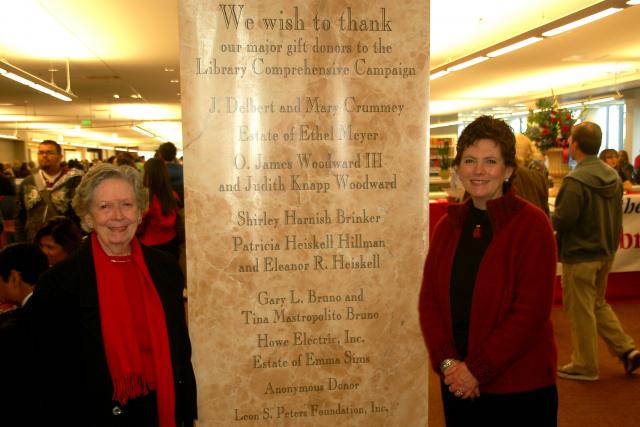 We wish to thank
our major gift donors to the
Library Comprehensive Campaign
J. Delbert and Mary Crummey
Estate of Ethel Meyer
O. James Woodward III
and Judith Knapp Woodward
Shirley Harnish Brinker
Patricia Heiskell Hillman
and Eleanor R. Heiskell
Gary L. Bruno and
Tina Mastropolito Bruno
Howe Electric, Inc.
Estate of Emma Sims
Anonymous Donor
Leon S. Peters Foundation, Inc.